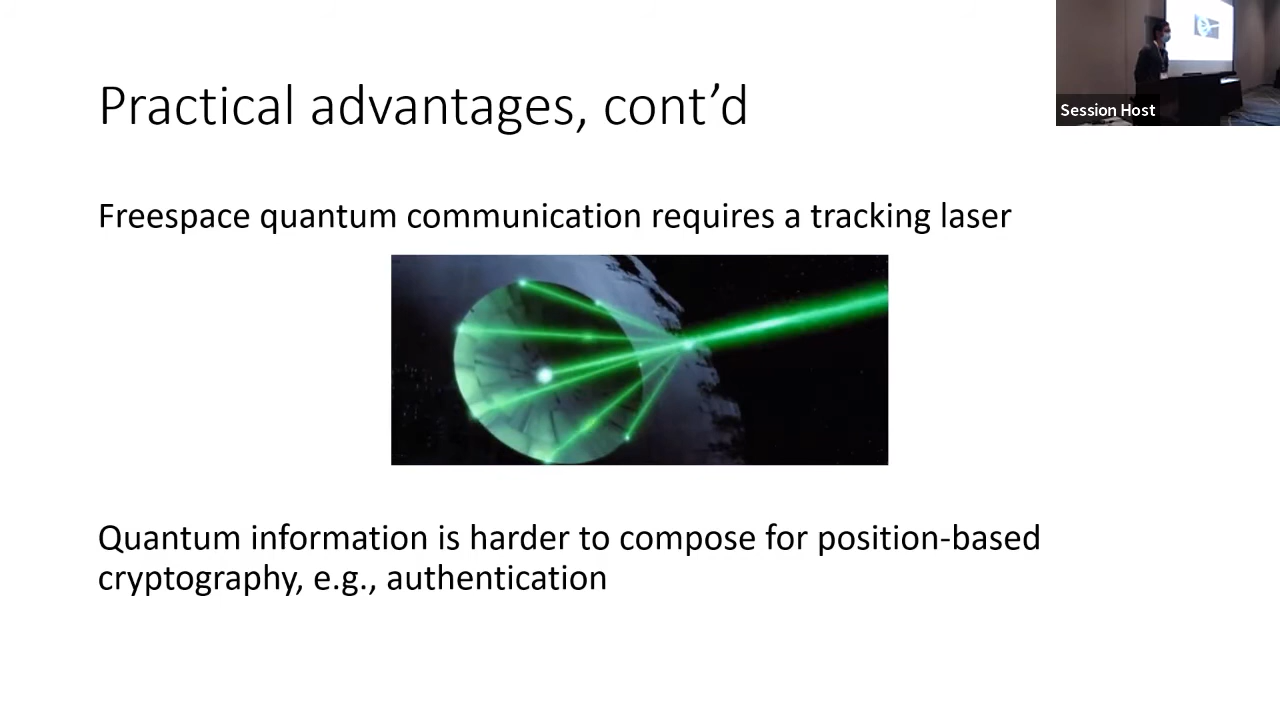 Practical advantages, cont’d
Session Host
Freespace quantum communication requires a tracking laser
Quantum information is harder to compose for position-based
cryptography, e.g., authentication